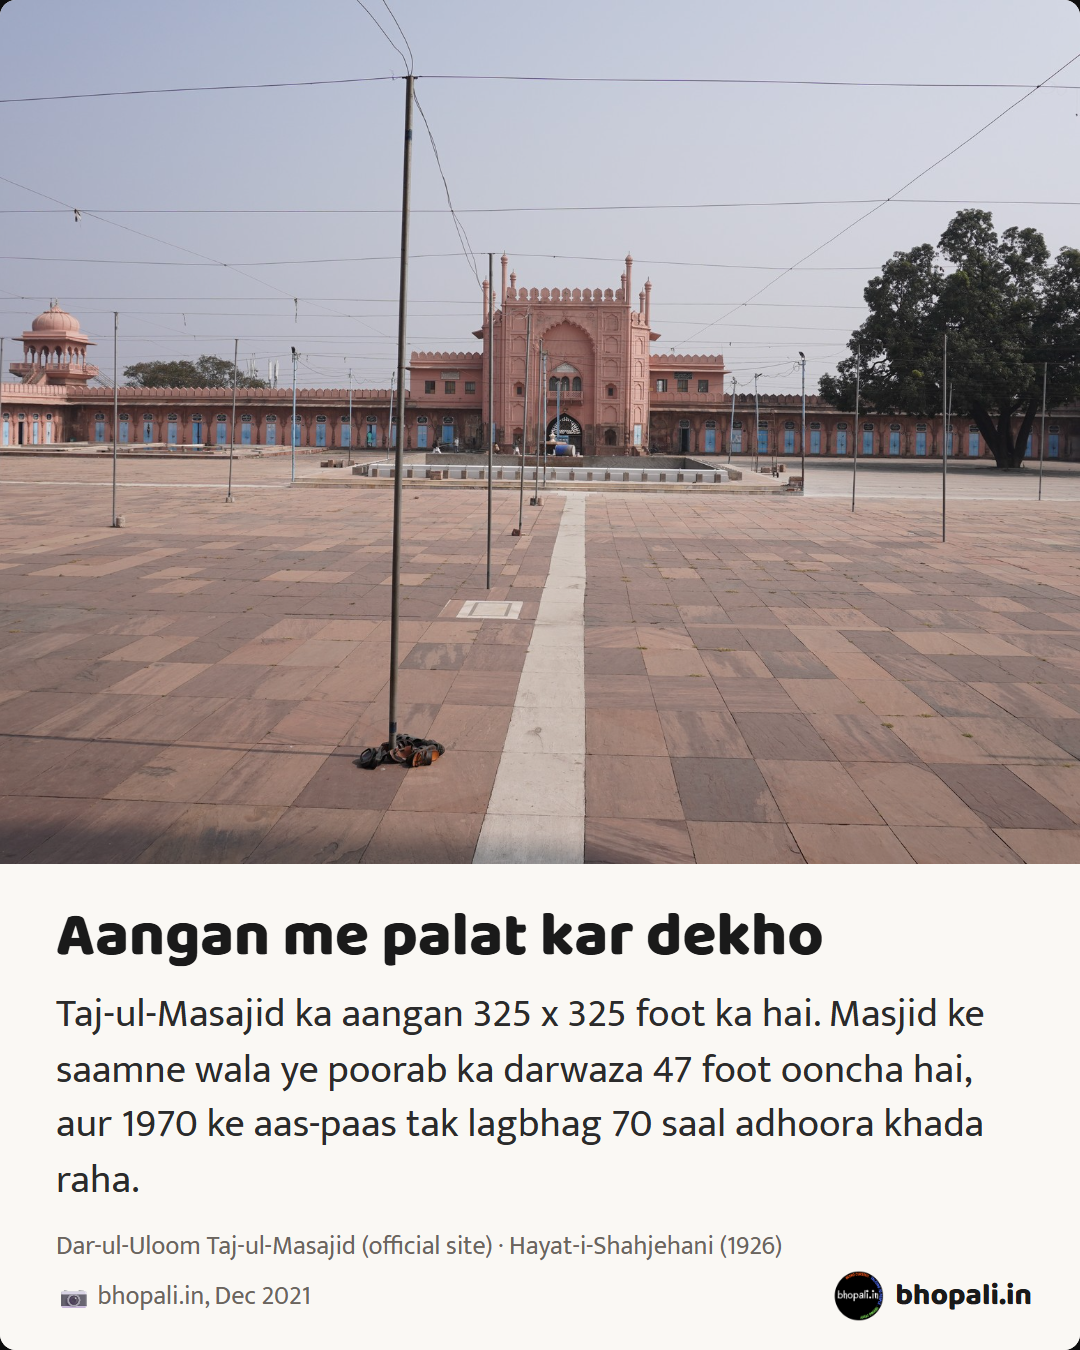 Aangan me palat kar dekho
Taj-ul-Masajid ka aangan 325 x 325 foot ka hai. Masjid ke
saamne wala ye poorab ka darwaza 47 foot ooncha hai,
aur 1970 ke aas-paas tak lagbhag 70 saal adhoora khada
raha.
Dar-ul-Uloom Taj-ul-Masajid (official site) · Hayat-i-Shahjehani (1926)
bhopali.in, Dec 2021
bhopali.in
bhopali.in